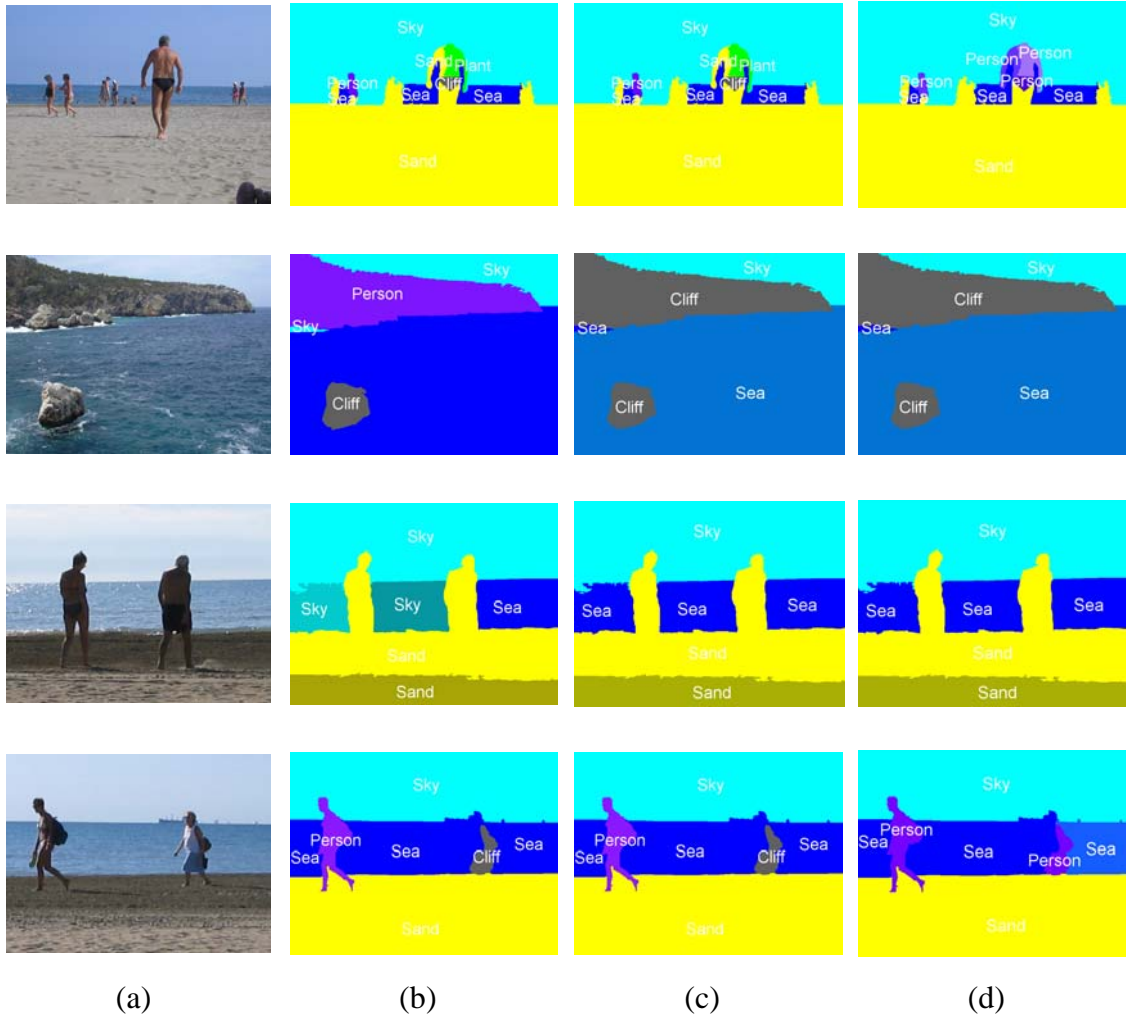 Sky Sky Sky
Sand Plant Sand Plant Person Person
Person Cliff Person Cliff Person Person
Sea Sea Sea Sea Sea Sea Sea Sea Sea
Sand Sand Sand
Sky Sky Sky
Person Cliff Cliff
Sky Sea Sea
Cliff Cliff Sea Cliff Sea
Sky Sky Sky
Sky Sky Sea Sea Sea Sea Sea Sea Sea
Sand Sand Sand
Sand Sand Sand
Sky Sky Sky
Person Person Person
Sea Sea Cliff Sea Sea Sea Cliff Sea Sea Sea Person Sea
Sand Sand Sand
(a) (b) (c) (d)